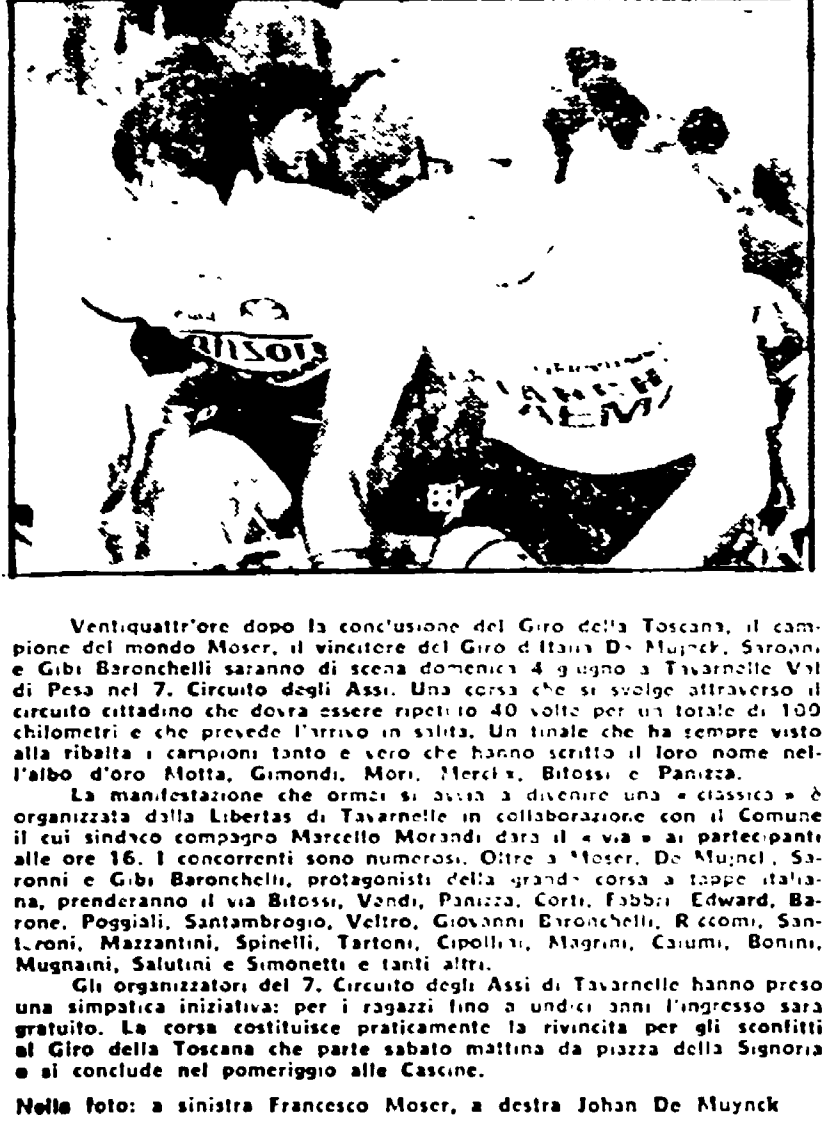 Ventiquattr'ore dopo la conclusione del Giro della Toscana, il cam-
pione del mondo Moser, il vincitore del Giro d'Italia De Muynck, Saronni
e Gibi Baronchelli saranno di scena domenica 4 giugno a Tavarnelle Val
di Pesa nel 7. Circuito degli Assi. Una corsa che si svolge attraverso il
circuito cittadino che dovra essere ripetuto 40 volte per un totale di 100
chilometri e che prevede l'arrivo in salita. Un finale che ha sempre visto
alla ribalta i campioni tanto e vero che hanno scritto il loro nome nel-
l'albo d'oro Motta, Gimondi, Mori, Merckx, Bitossi e Panizza.
La manifestazione che ormai si avvia a divenire una « classica » è
organizzata dalla Libertas di Tavarnelle in collaborazione con il Comune
il cui sindaco compagno Marcello Morandi dara il « via » ai partecipanti
alle ore 16. I concorrenti sono numerosi. Oltre a Moser, De Muynck, Sa-
ronni e Gibi Baronchelli, protagonisti della grande corsa a tappe italia-
na, prenderanno il via Bitossi, Vandi, Panizza, Corti, Fabbri Edward, Ba-
rone, Poggiali, Santambrogio, Veltro, Giovanni Baronchelli, Riccomi, San-
toni, Mazzantini, Spinelli, Tartoni, Cipollini, Magrini, Caiumi, Bonini,
Mugnaini, Salutini e Simonetti e tanti altri.
Gli organizzatori del 7. Circuito degli Assi di Tavarnelle hanno preso
una simpatica iniziativa: per i ragazzi fino a undici anni l'ingresso sara
gratuito. La corsa costituisce praticamente la rivincita per gli sconfitti
al Giro della Toscana che parte sabato mattina da piazza della Signoria
e si conclude nel pomeriggio alle Cascine.
Nella foto: a sinistra Francesco Moser, a destra Johan De Muynck